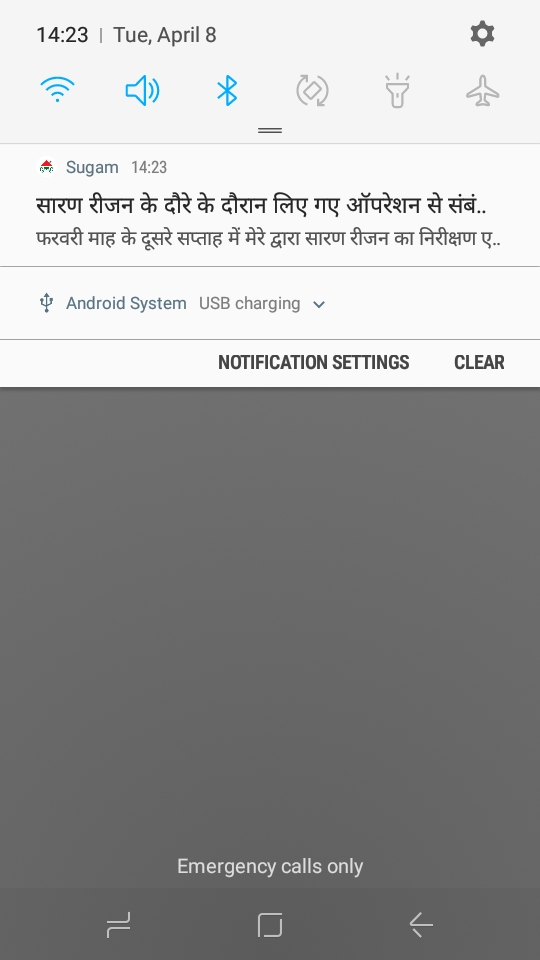 14:23 | Tue, April 8
Sugam 14:23
सारण रीजन के दौरे के दौरान लिए गए ऑपरेशन से संबं..
फरवरी माह के दूसरे सप्ताह में मेरे द्वारा सारण रीजन का निरीक्षण ए..
Android System USB charging
NOTIFICATION SETTINGS CLEAR
Emergency calls only